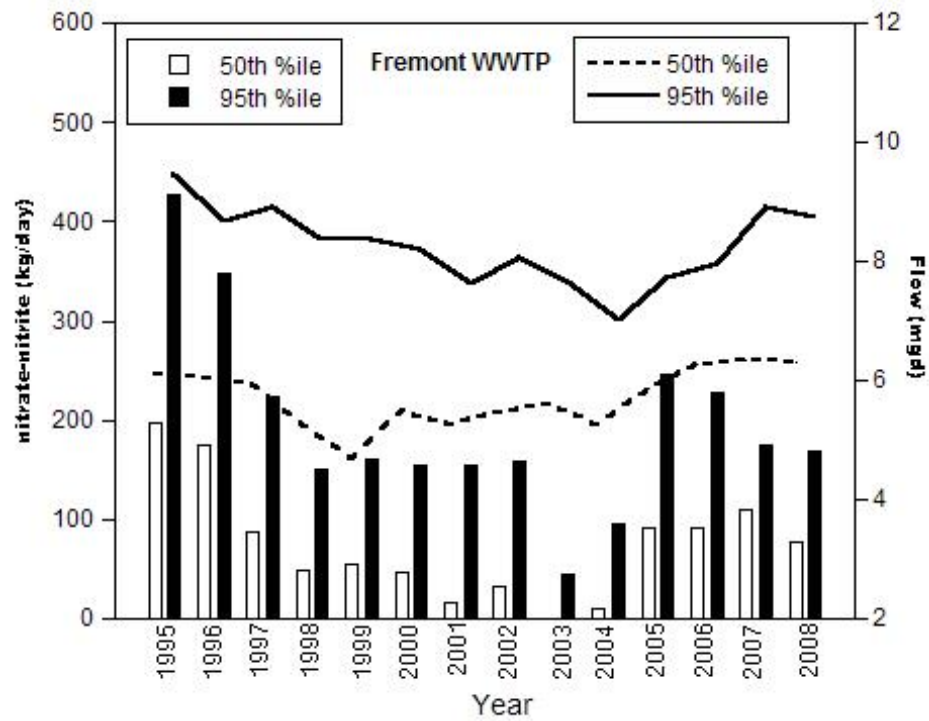 Fremont WWTP
50th %ile
95th %ile
50th %ile
95th %ile
nitrate-nitrite (kg/day)
600
500
400
300
200
100
0
Flow (mgd)
12
10
8
6
4
2
1995 1996 1997 1998 1999 2000 2001 2002 2003 2004 2005 2006 2007 2008
Year